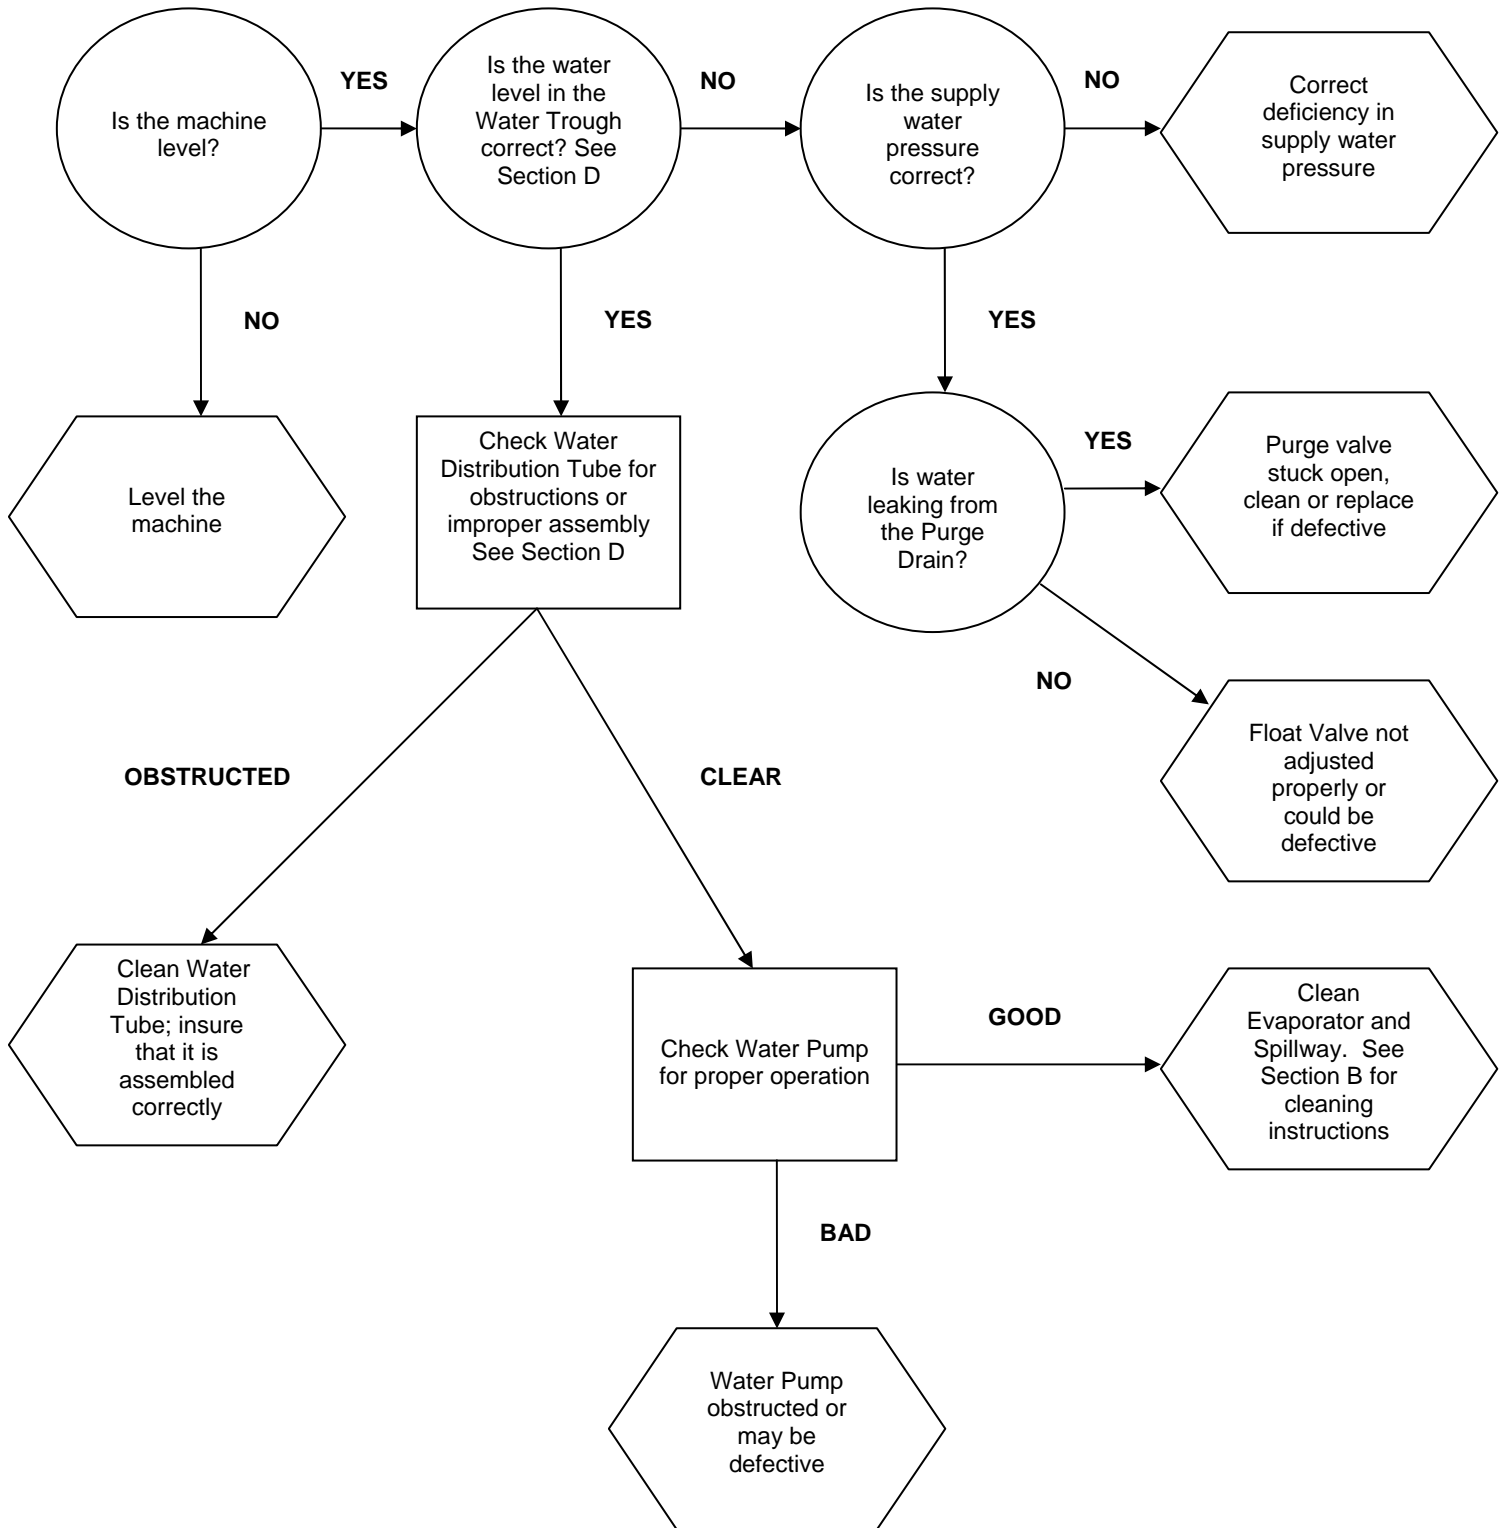 Is the machine
level?
YES
Is the water
level in the
Water Trough
correct? See
Section D
NO
Is the supply
water
pressure
correct?
NO
Correct
deficiency in
supply water
pressure
NO
YES
YES
Level the
machine
Check Water
Distribution Tube for
obstructions or
improper assembly
See Section D
Is water
leaking from
the Purge
Drain?
YES
Purge valve
stuck open,
clean or replace
if defective
NO
Float Valve not
adjusted
properly or
could be
defective
OBSTRUCTED
CLEAR
Clean Water
Distribution
Tube; insure
that it is
assembled
correctly
Check Water Pump
for proper operation
GOOD
Clean
Evaporator and
Spillway.  See
Section B for
cleaning
instructions
BAD
Water Pump
obstructed or
may be
defective